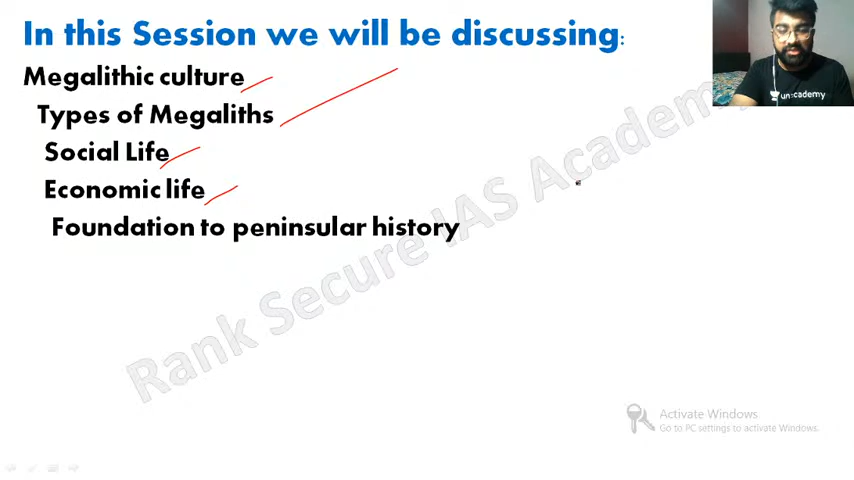 In this Session we will be discussing:
Megalithic culture
Types of Megaliths
Social Life
Economic life
Foundation to peninsular history
Rank Secure IAS Academy
unacademy
Activate Windows
Go to PC settings to activate Windows.